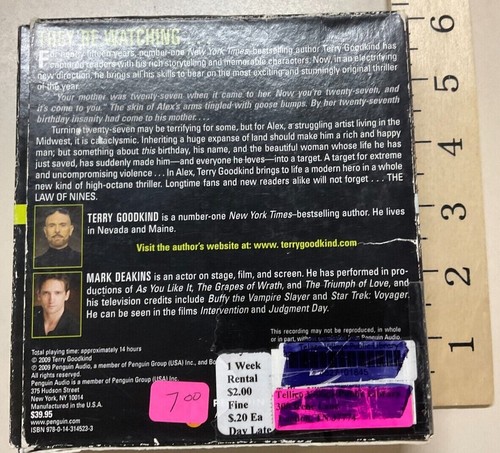 THEY'RE WATCHING
fifteen years, number-one New York Times-bestselling author Terry Goodkind has
readers with his rich storytelling and memorable characters. Now, in an electrifying
new direction, he brings all his skills to bear on the most exciting and stunningly original thriller
of the year.
"Your mother was twenty-seven when it came to her. Now you're twenty-seven, and
it's come to you." The skin of Alex's arms tingled with goose bumps. By her twenty-seventh
birthday insanity had come to his mother. . . .
Turning twenty-seven may be terrifying for some, but for Alex, a struggling artist living in the
Midwest, it is cataclysmic. Inheriting a huge expanse of land should make him a rich and happy
man; but something about this birthday, his name, and the beautiful woman whose life he has
just saved, has suddenly made him—and everyone he loves—into a target. A target for extreme
and uncompromising violence . . . In Alex, Terry Goodkind brings to life a modern hero in a whole
new kind of high-octane thriller. Longtime fans and new readers alike will not forget . . . THE
LAW OF NINES.
TERRY GOODKIND is a number-one New York Times-bestselling author. He lives
in Nevada and Maine.
Visit the author's website at: www.terrygoodkind.com
MARK DEAKINS is an actor on stage, film, and screen. He has performed in pro-
ductions of As You Like It, The Grapes of Wrath, and The Triumph of Love, and
his television credits include Buffy the Vampire Slayer and Star Trek: Voyager.
He can be seen in the films Intervention and Judgment Day.
This recording may not be reproduced, in whole
or in part, Penguin Audio.
Total playing time: approximately 14 hours
© 2009 Terry Goodkind
℗ 2009 Penguin Audio, a member of Penguin Group (USA) Inc., and
All rights reserved.
Penguin Audio is a member of Penguin Group (USA) Inc.
375 Hudson Street
New York, NY 10014
Manufactured in the U.S.A.
$39.95
www.penguin.com
ISBN 978-0-14-314523-3
7.00
1 Week
Rental
$2.00
Fine
$.20 Ea
Day Late
Tellico
1
2
3
4
5
6